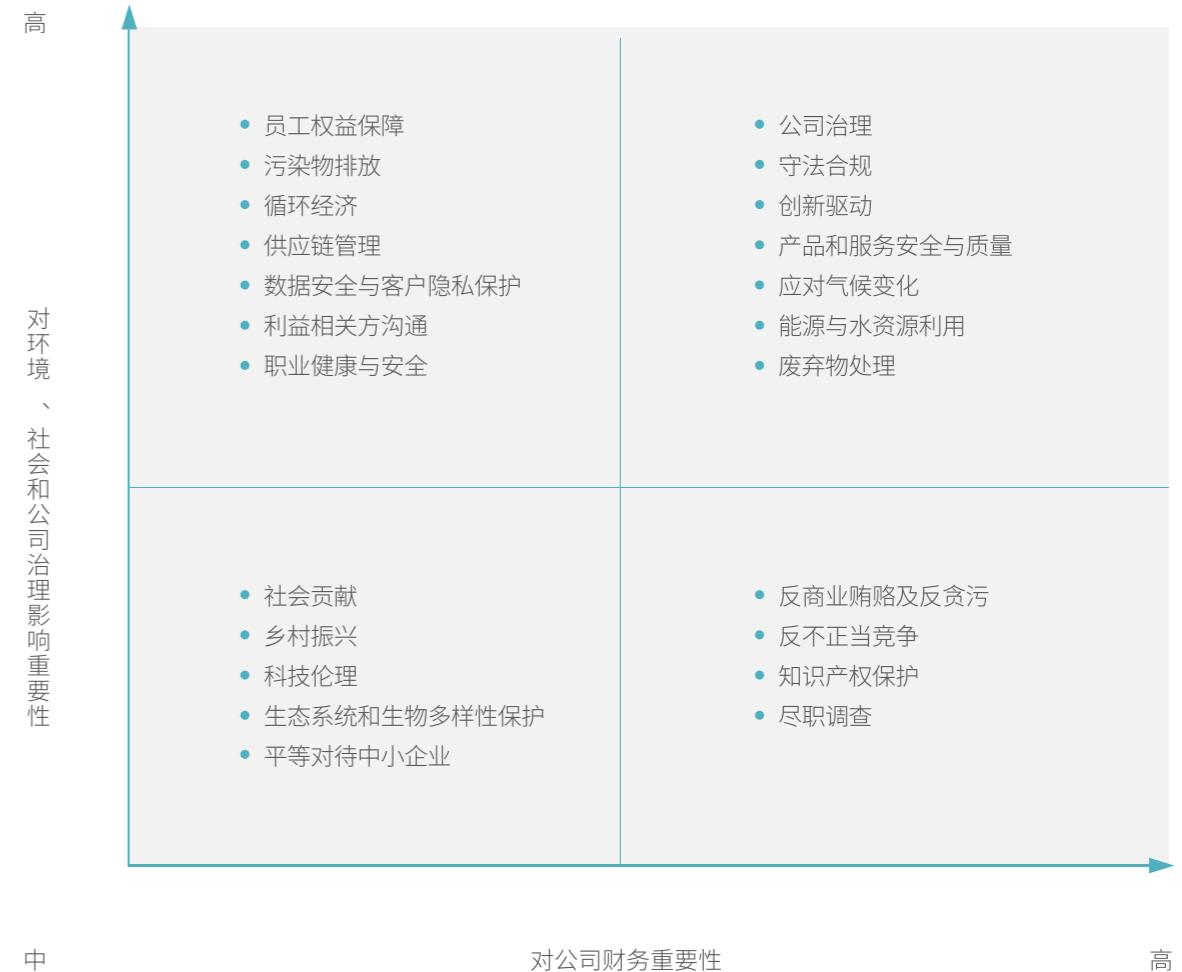 高
对环境、社会和公司治理影响重要性
员工权益保障
污染物排放
循环经济
供应链管理
数据安全与客户隐私保护
利益相关方沟通
职业健康与安全
公司治理
守法合规
创新驱动
产品和服务安全与质量
应对气候变化
能源与水资源利用
废弃物处理
社会贡献
乡村振兴
科技伦理
生态系统和生物多样性保护
平等对待中小企业
反商业贿赂及反贪污
反不正当竞争
知识产权保护
尽职调查
中
对公司财务重要性
高